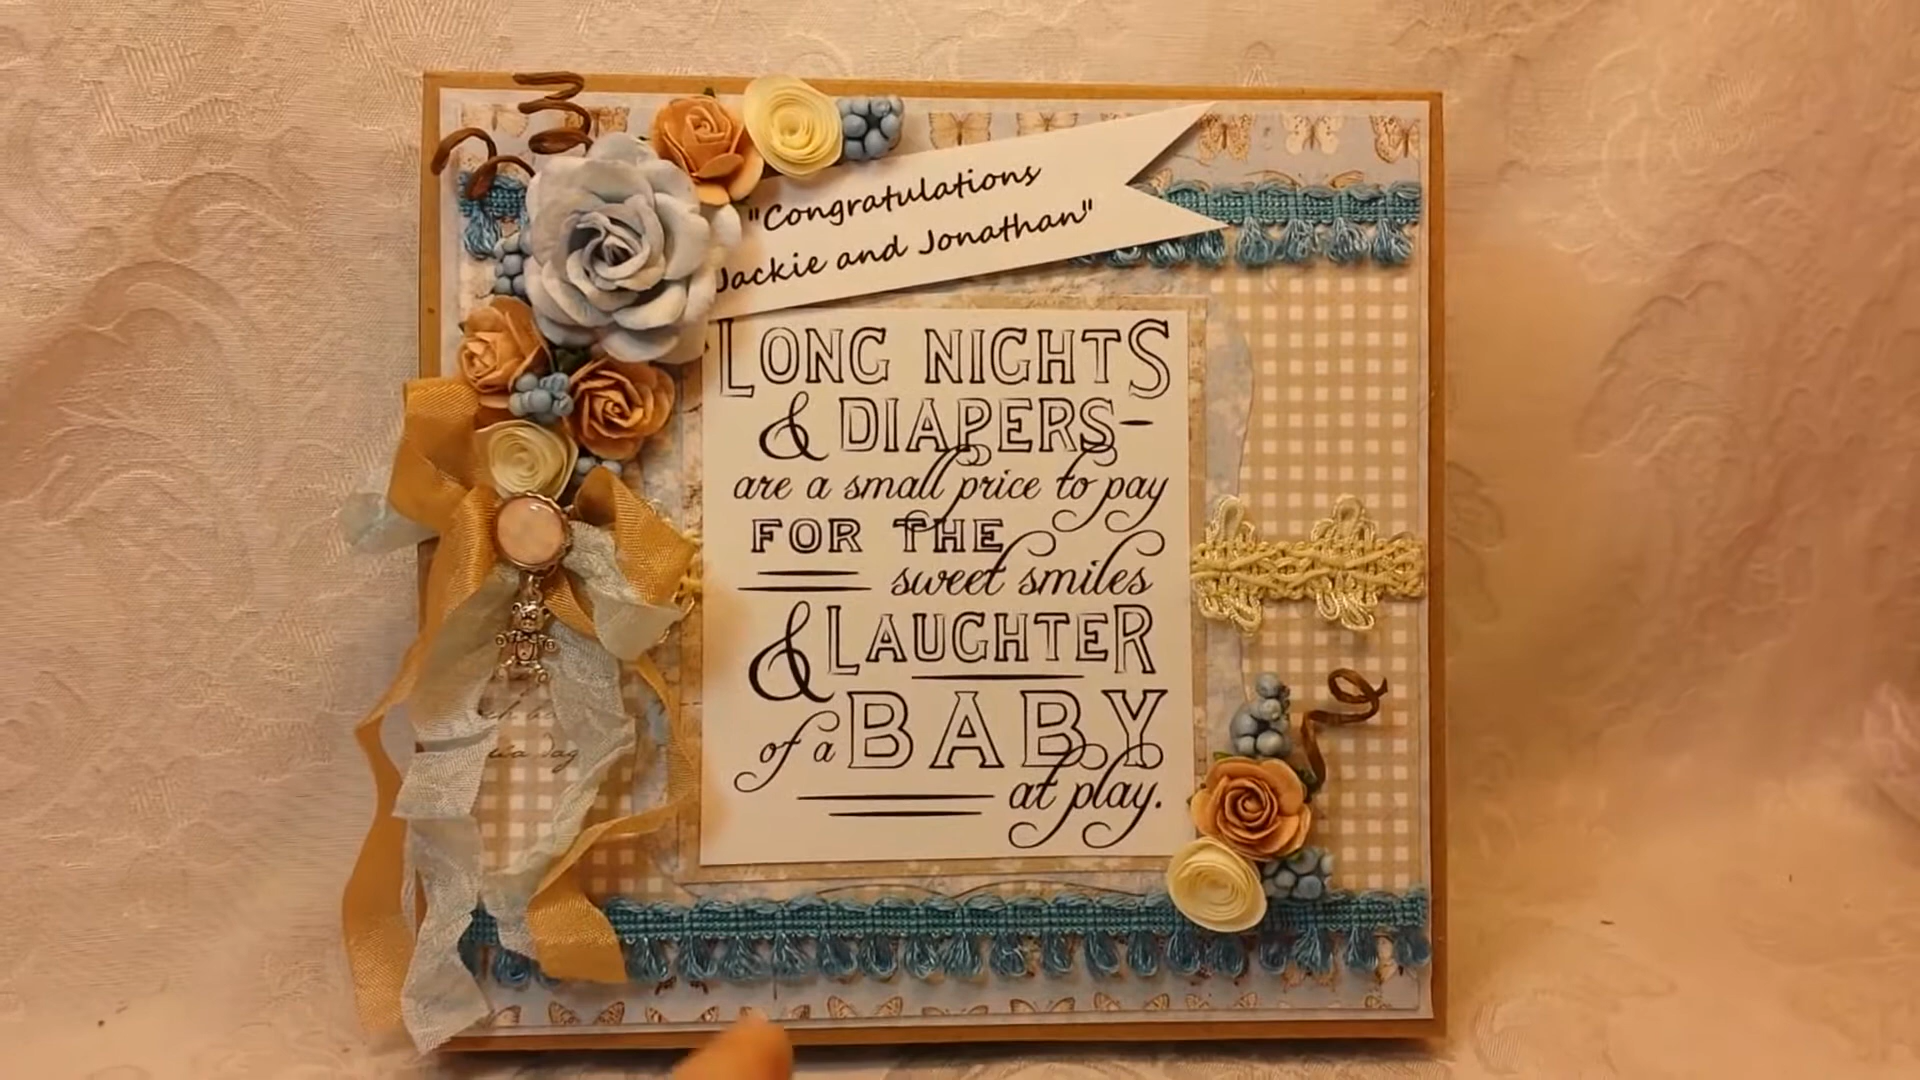 "Congratulations
Jackie and Jonathan"
LONG NIGHTS
& DIAPERS-
are a small price to pay
FOR THE
sweet smiles
& LAUGHTER
of a BABY
at play.
dag